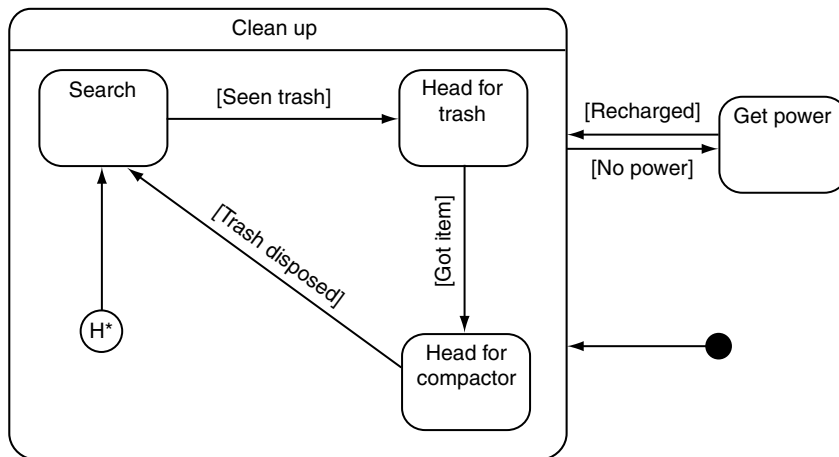 Clean up
Search
[Seen trash]
Head for
trash
[Recharged]
Get power
[No power]
[Trash disposed]
[Got item]
H*
Head for
compactor